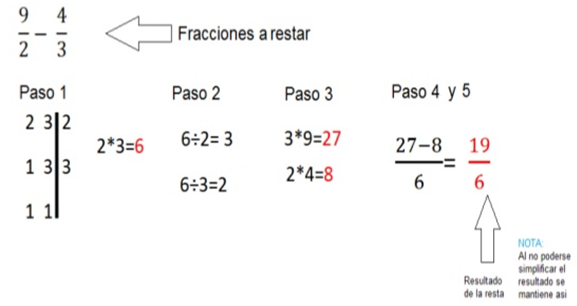 9/2 − 4/3
Fracciones a restar
Paso 1
2 3|2
1 3|3
1 1|
2*3=6
Paso 2
6÷2= 3
6÷3=2
Paso 3
3*9=27
2*4=8
Paso 4 y 5
27−8/6 = 19/6
Resultado
de la resta
NOTA:
Al no poderse
simplificar el
resultado se
mantiene asi